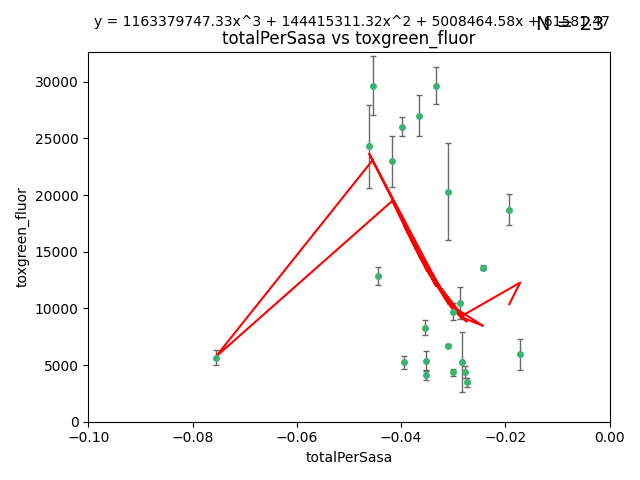 y = 1163379747.33x^3 + 144415311.32x^2 + 5008464.58x + 61581.47
N = 23
totalPerSasa vs toxgreen_fluor
30000
25000
20000
15000
10000
5000
0
toxgreen_fluor
−0.10
−0.08
−0.06
−0.04
−0.02
0.00
totalPerSasa